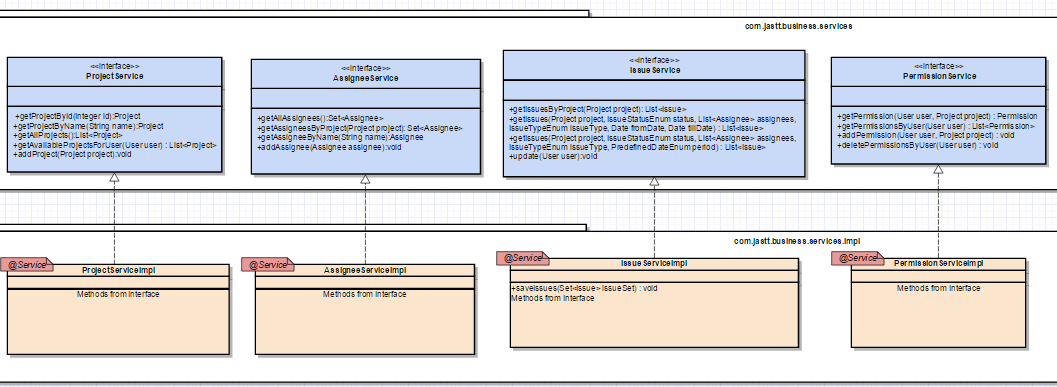 com.jastt.business.services
<<Interface>>
ProjectService
+getProjectById(Integer id):Project
+getProjectByName(String name):Project
+getAllProjects():List<Project>
+getAvailableProjectsForUser(User user) : List<Project>
+addProject(Project project):void
<<Interface>>
AssigneeService
+getAllAssignees():Set<Assignee>
+getAssigneesByProject(Project project): Set<Assignee>
+getAssigneeByName(String name):Assignee
+addAssignee(Assignee assignee):void
<<Interface>>
IssueService
+getIssuesByProject(Project project): List<Issue>
+getIssues(Project project, IssueStatusEnum status, List<Assignee> assignees,
IssueTypeEnum issueType, Date fromDate, Date tillDate) : List<Issue>
+getIssues(Project project, IssueStatusEnum status, List<Assignee> assignees,
IssueTypeEnum issueType, PredefinedDateEnum period) : List<Issue>
+update(User user):void
<<Interface>>
PermissionService
+getPermission(User user, Project project) : Permission
+getPermissionsByUser(User user) : List<Permission>
+addPermission(User user, Project project) : void
+deletePermissionsByUser(User user) : void
com.jastt.business.services.impl
@Service
ProjectServiceImpl
Methods from interface
@Service
AssigneeServiceImpl
Methods from interface
@Service
IssueServiceImpl
+saveIssues(Set<Issue> issueSet) : void
Methods from interface
@Service
PermissionServiceImpl
Methods from interface